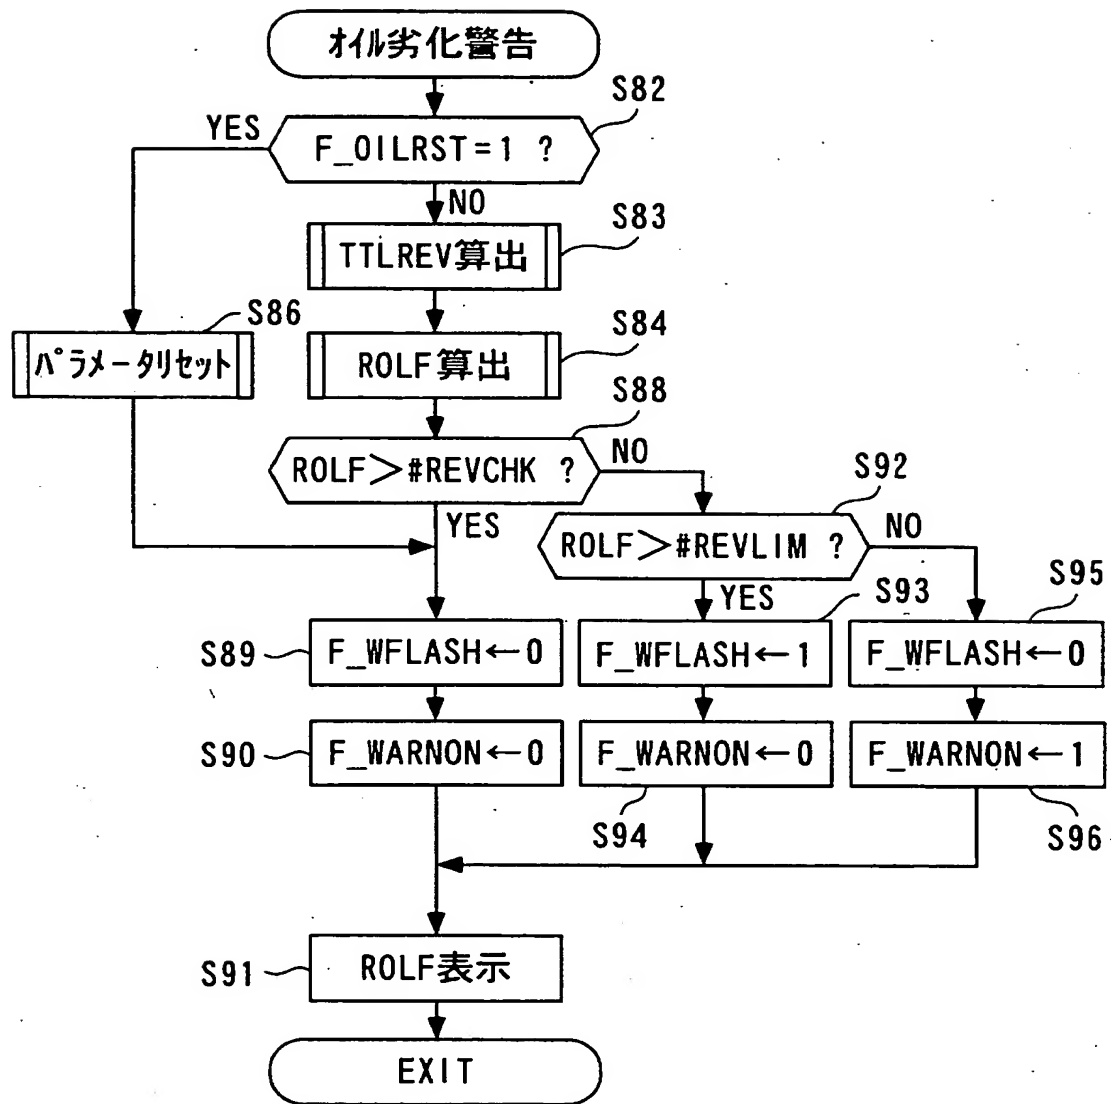 オイル劣化警告
S82
YES
F_OILRST=1 ?
NO
S83
TTLREV算出
S86
パラメータリセット
S84
ROLF算出
S88
ROLF>#REVCHK ?
NO
S92
YES
ROLF>#REVLIM ?
NO
YES
S93
S95
S89
F_WFLASH←0
F_WFLASH←1
F_WFLASH←0
S90
F_WARNON←0
F_WARNON←0
F_WARNON←1
S94
S96
S91
ROLF表示
EXIT